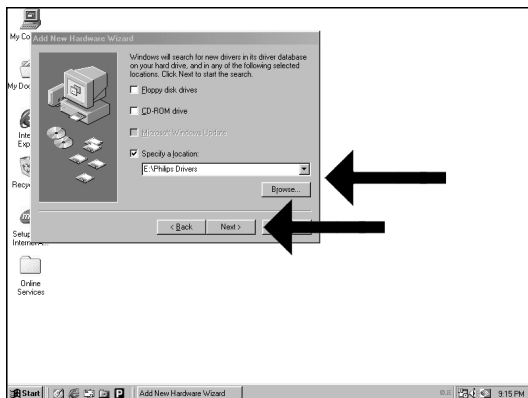 My Co
Add New Hardware Wizard
Windows will search for new drivers in its driver database
on your hard drive, and in any of the following selected
locations. Click Next to start the search.
Floppy disk drives
CD-ROM drive
Microsoft Windows Update
Specify a location:
E:\Philips Drivers
Browse...
< Back
Next >
My Doc
Inte
Exp
Recy
Setup
Internet A...
Online
Services
Start
Add New Hardware Wizard
9:15 PM